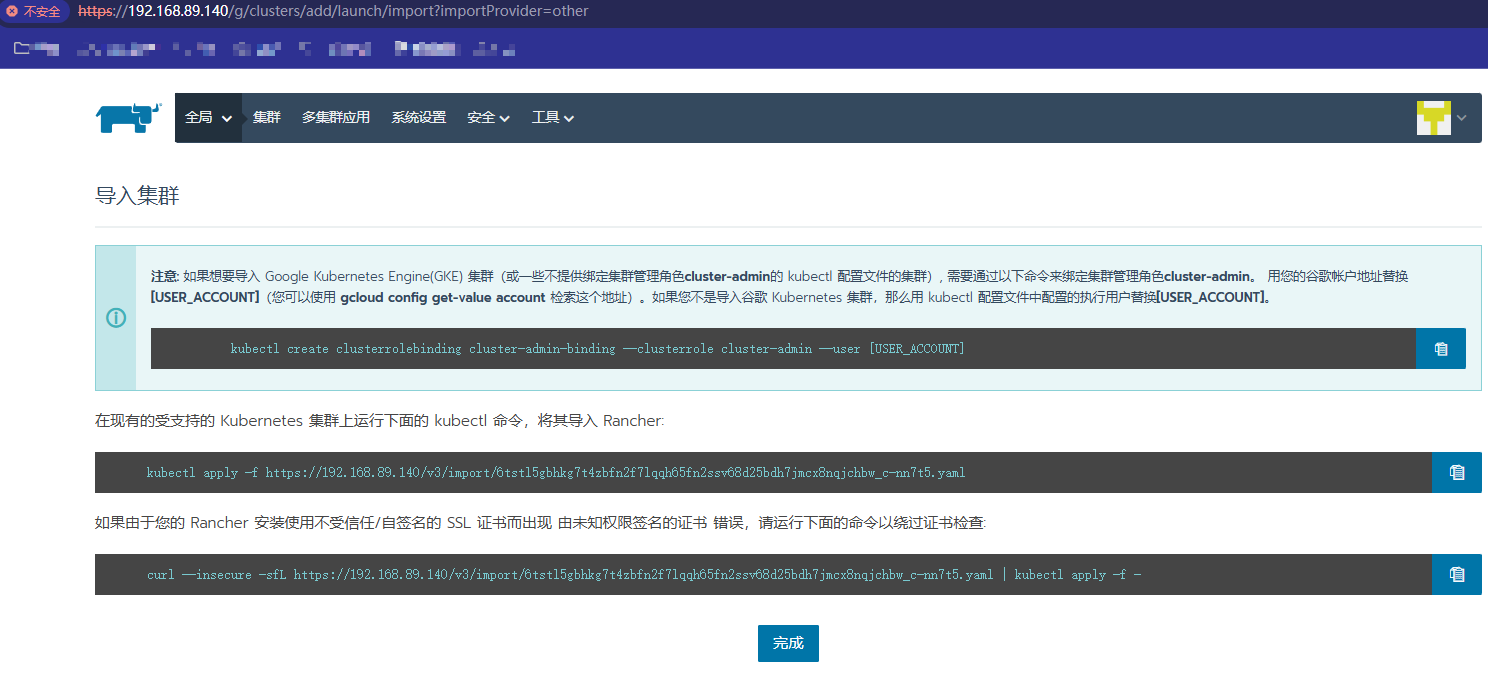 不安全 https://192.168.89.140/g/clusters/add/launch/import?importProvider=other
全局 集群 多集群应用 系统设置 安全 工具
导入集群
注意: 如果想要导入 Google Kubernetes Engine(GKE) 集群（或一些不提供绑定集群管理角色cluster-admin的 kubectl 配置文件的集群）, 需要通过以下命令来绑定集群管理角色cluster-admin。 用您的谷歌帐户地址替换
[USER_ACCOUNT]（您可以使用 gcloud config get-value account 检索这个地址）。如果您不是导入谷歌 Kubernetes 集群，那么用 kubectl 配置文件中配置的执行用户替换[USER_ACCOUNT]。
kubectl create clusterrolebinding cluster-admin-binding --clusterrole cluster-admin --user [USER_ACCOUNT]
在现有的受支持的 Kubernetes 集群上运行下面的 kubectl 命令，将其导入 Rancher:
kubectl apply -f https://192.168.89.140/v3/import/6tstl5gbhkg7t4zbfn2f7lqqh65fn2ssv68d25bdh7jmcx8nqjchbw_c-nn7t5.yaml
如果由于您的 Rancher 安装使用不受信任/自签名的 SSL 证书而出现 由未知权限签名的证书 错误，请运行下面的命令以绕过证书检查:
curl --insecure -sfL https://192.168.89.140/v3/import/6tstl5gbhkg7t4zbfn2f7lqqh65fn2ssv68d25bdh7jmcx8nqjchbw_c-nn7t5.yaml | kubectl apply -f -
完成